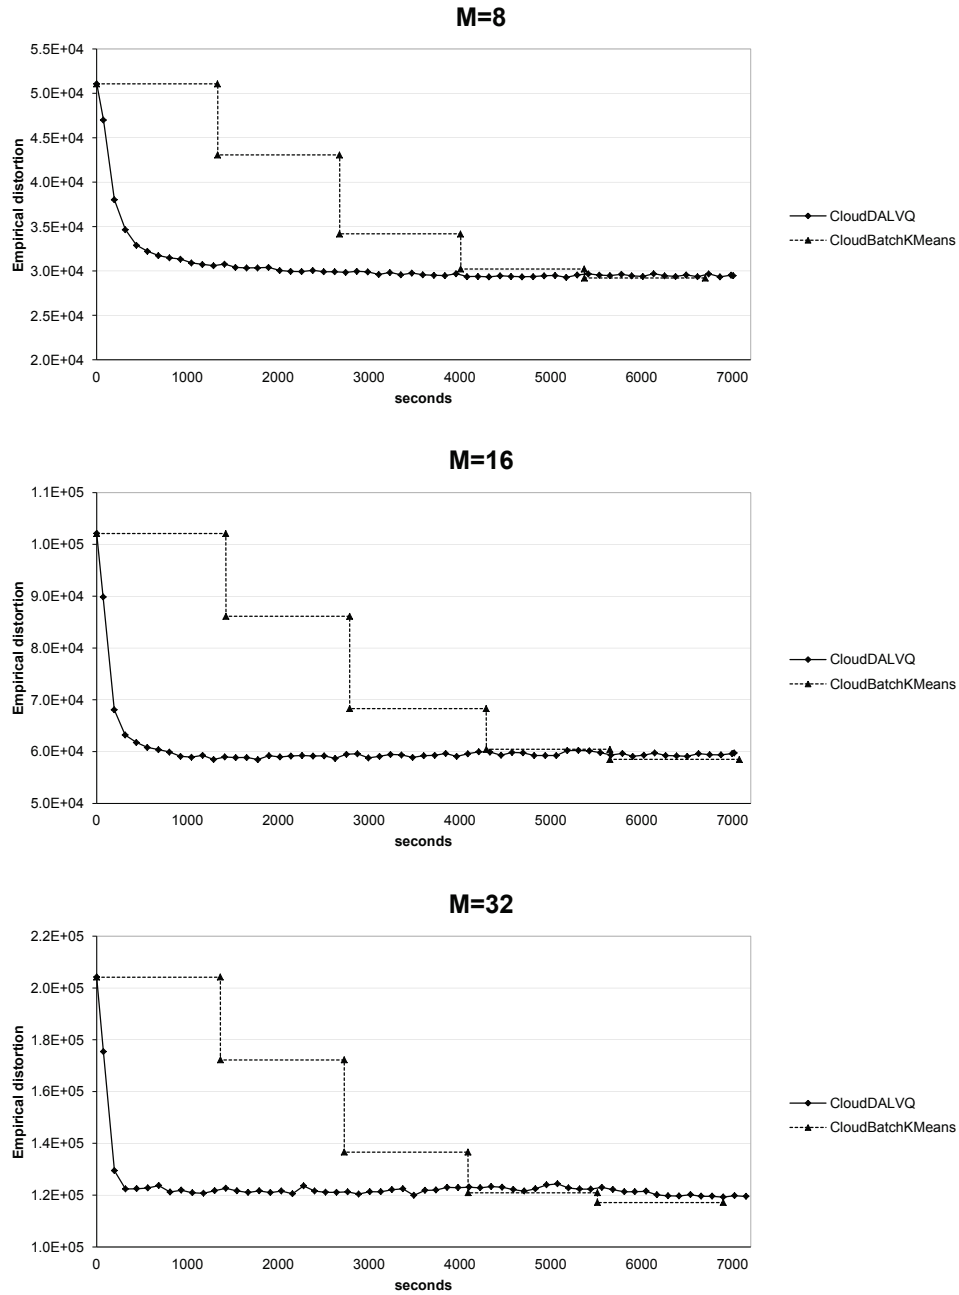 M=8
5.5E+04
5.0E+04
4.5E+04
4.0E+04
3.5E+04
3.0E+04
2.5E+04
2.0E+04
Empirical distortion
0 1000 2000 3000 4000 5000 6000 7000
seconds
CloudDALVQ
CloudBatchKMeans
M=16
1.1E+05
1.0E+05
9.0E+04
8.0E+04
7.0E+04
6.0E+04
5.0E+04
Empirical distortion
0 1000 2000 3000 4000 5000 6000 7000
seconds
CloudDALVQ
CloudBatchKMeans
M=32
2.2E+05
2.0E+05
1.8E+05
1.6E+05
1.4E+05
1.2E+05
1.0E+05
Empirical distortion
0 1000 2000 3000 4000 5000 6000 7000
seconds
CloudDALVQ
CloudBatchKMeans